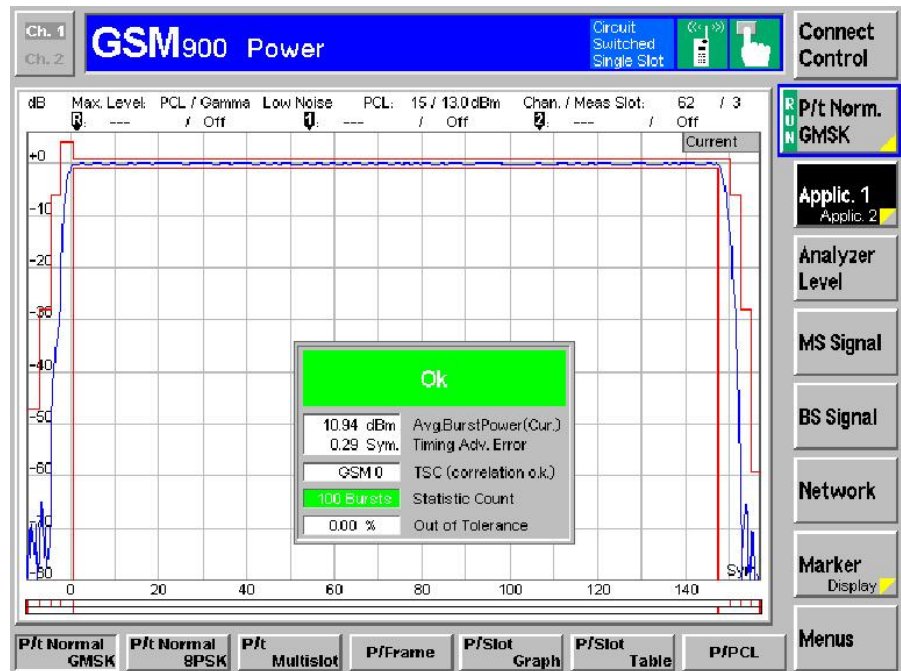 Ch. 1
Ch. 2
GSM900 Power
Circuit
Switched
Single Slot
Connect
Control
dB Max. Level: PCL / Gamma Low Noise PCL: 15 / 13.0 dBm Chan. / Meas Slot: 62 / 3
R: --- / Off 1: --- / Off 2: --- / Off
Current
RUN
P/t Norm.
GMSK
Applic. 1
Applic. 2
Analyzer
Level
MS Signal
BS Signal
Network
Marker
Display
Menus
+0
-10
-20
-30
-40
-50
-60
-70
-80
Ok
10.94 dBm Avg.BurstPower(Cur.)
0.29 Sym. Timing Adv. Error
GSM 0 TSC (correlation o.k.)
100 Bursts Statistic Count
0.00 % Out of Tolerance
0 20 40 60 80 100 120 140
Sym
P/t Normal
GMSK
P/t Normal
8PSK
P/t
Multislot
P/Frame
P/Slot
Graph
P/Slot
Table
P/PCL